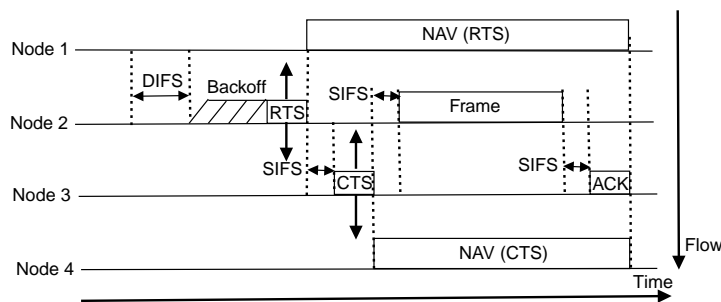 NAV (RTS)
Node 1
DIFS
Backoff
SIFS
Frame
RTS
Node 2
SIFS
SIFS
CTS
ACK
Node 3
NAV (CTS)
Flow
Node 4
Time